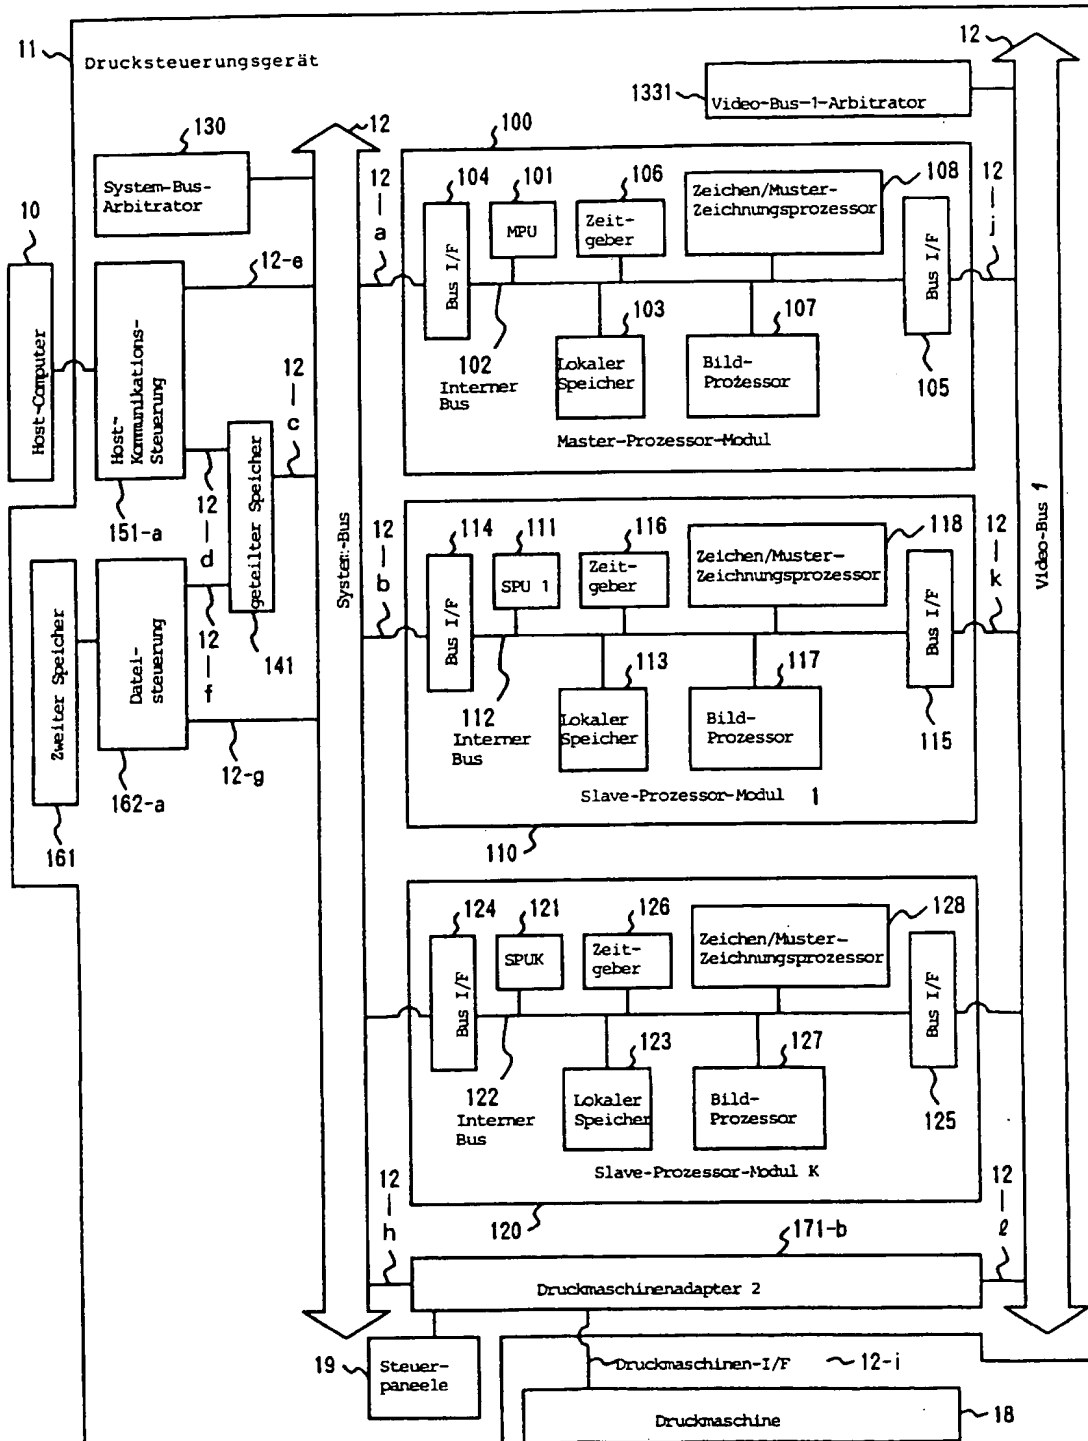 11
Drucksteuerungsgerät
12
1331
Video-Bus-1-Arbitrator
130
12
100
System-Bus-
Arbitrator
12-a
104
101
106
Zeichen/Muster-
Zeichnungsprozessor
108
12-j
10
MPU
Zeit-
geber
Bus I/F
Bus I/F
12-e
Host-Computer
Host-
Kommunikations-
Steuerung
12-c
102
Interner
Bus
103
Lokaler
Speicher
107
Bild-
Prozessor
105
Master-Prozessor-Modul
geteilter Speicher
151-a
12-d
System-Bus
Video-Bus 1
12-b
114
111
116
118
12-k
SPU 1
Zeit-
geber
Zeichen/Muster-
Zeichnungsprozessor
Bus I/F
Bus I/F
Zweiter Speicher
Datei-
steuerung
12-f
141
112
Interner
Bus
113
Lokaler
Speicher
117
Bild-
Prozessor
115
12-g
162-a
161
Slave-Prozessor-Modul 1
110
124
121
126
128
SPUK
Zeit-
geber
Zeichen/Muster-
Zeichnungsprozessor
Bus I/F
Bus I/F
122
Interner
Bus
123
Lokaler
Speicher
127
Bild-
Prozessor
125
Slave-Prozessor-Modul K
12-h
120
171-b
12-ℓ
Druckmaschinenadapter 2
19
Steuer-
paneele
Druckmaschinen-I/F
12-i
Druckmaschine
18